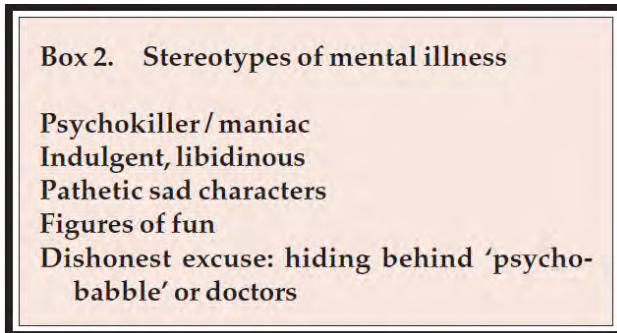 Box 2. Stereotypes of mental illness
Psychokiller / maniac
Indulgent, libidinous
Pathetic sad characters
Figures of fun
Dishonest excuse: hiding behind ‘psycho-
babble’ or doctors